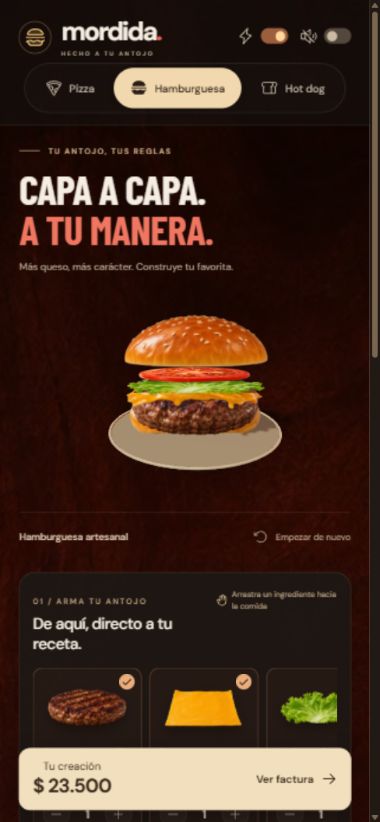 mordida.
HECHO A TU ANTOJO
Pizza
Hamburguesa
Hot dog
TU ANTOJO, TUS REGLAS
CAPA A CAPA.
A TU MANERA.
Más queso, más carácter. Construye tu favorita.
Hamburguesa artesanal
Empezar de nuevo
01 / ARMA TU ANTOJO
Arrastra un ingrediente hacia
la comida
De aquí, directo a tu
receta.
Tu creación
$ 23.500
Ver factura
1
1